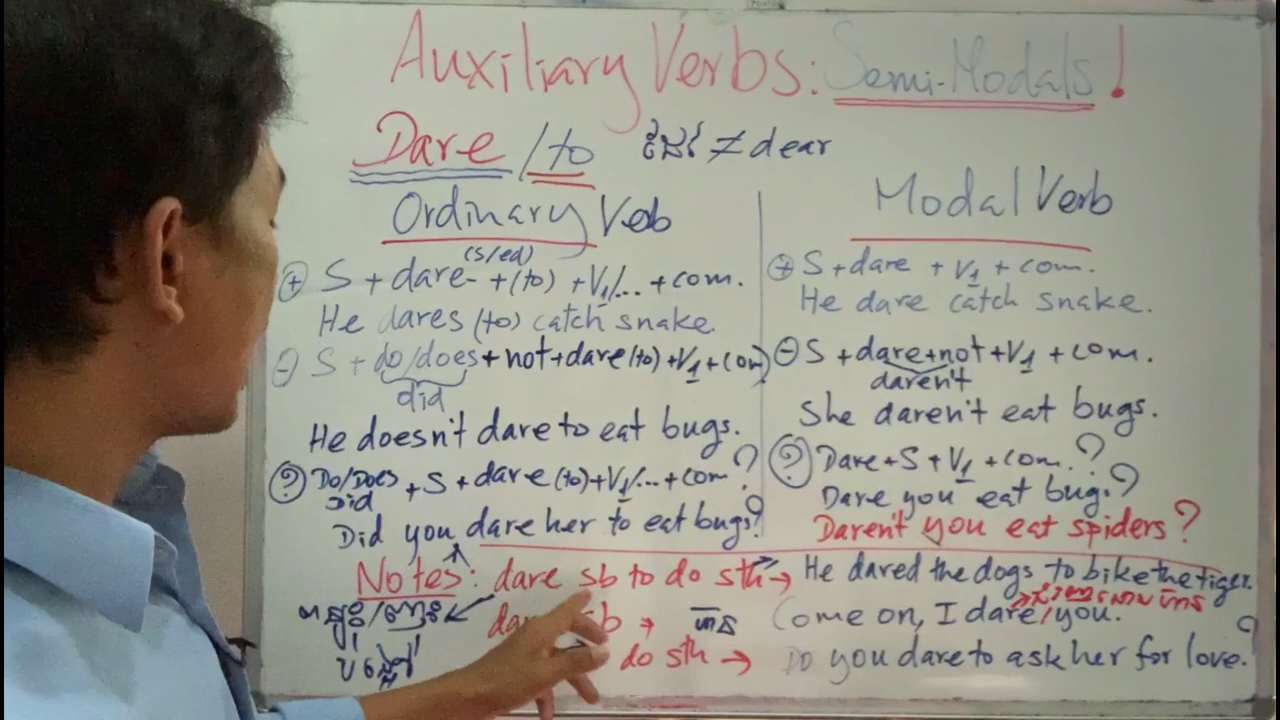 Auxiliary Verbs: Semi-Modals!
Dare/to ដែរ ≠ dear
Ordinary Verb
(s/ed)
⊕ S + dare- +(to) +V1/... +com.
He dares (to) catch snake.
⊖ S + do/does+not+dare(to)+V1+com
did
He doesn't dare to eat bugs.
? Do/Does +S + dare (to)+V1/... +com?
Did
Did you dare her to eat bugs?
Modal Verb
⊕ S+dare +V1 + com.
He dare catch snake.
⊖ S +dare+not+V1 +com.
daren't
She daren't eat bugs.
? Dare+S+V1 +com.?
Dare you eat bug.?
Daren't you eat spiders?
Notes: dare sb to do sth → He dared the dogs to bike the tiger.
sb → ហ៊ាន Come on, I dare you.
do sth → Do you dare to ask her for love?